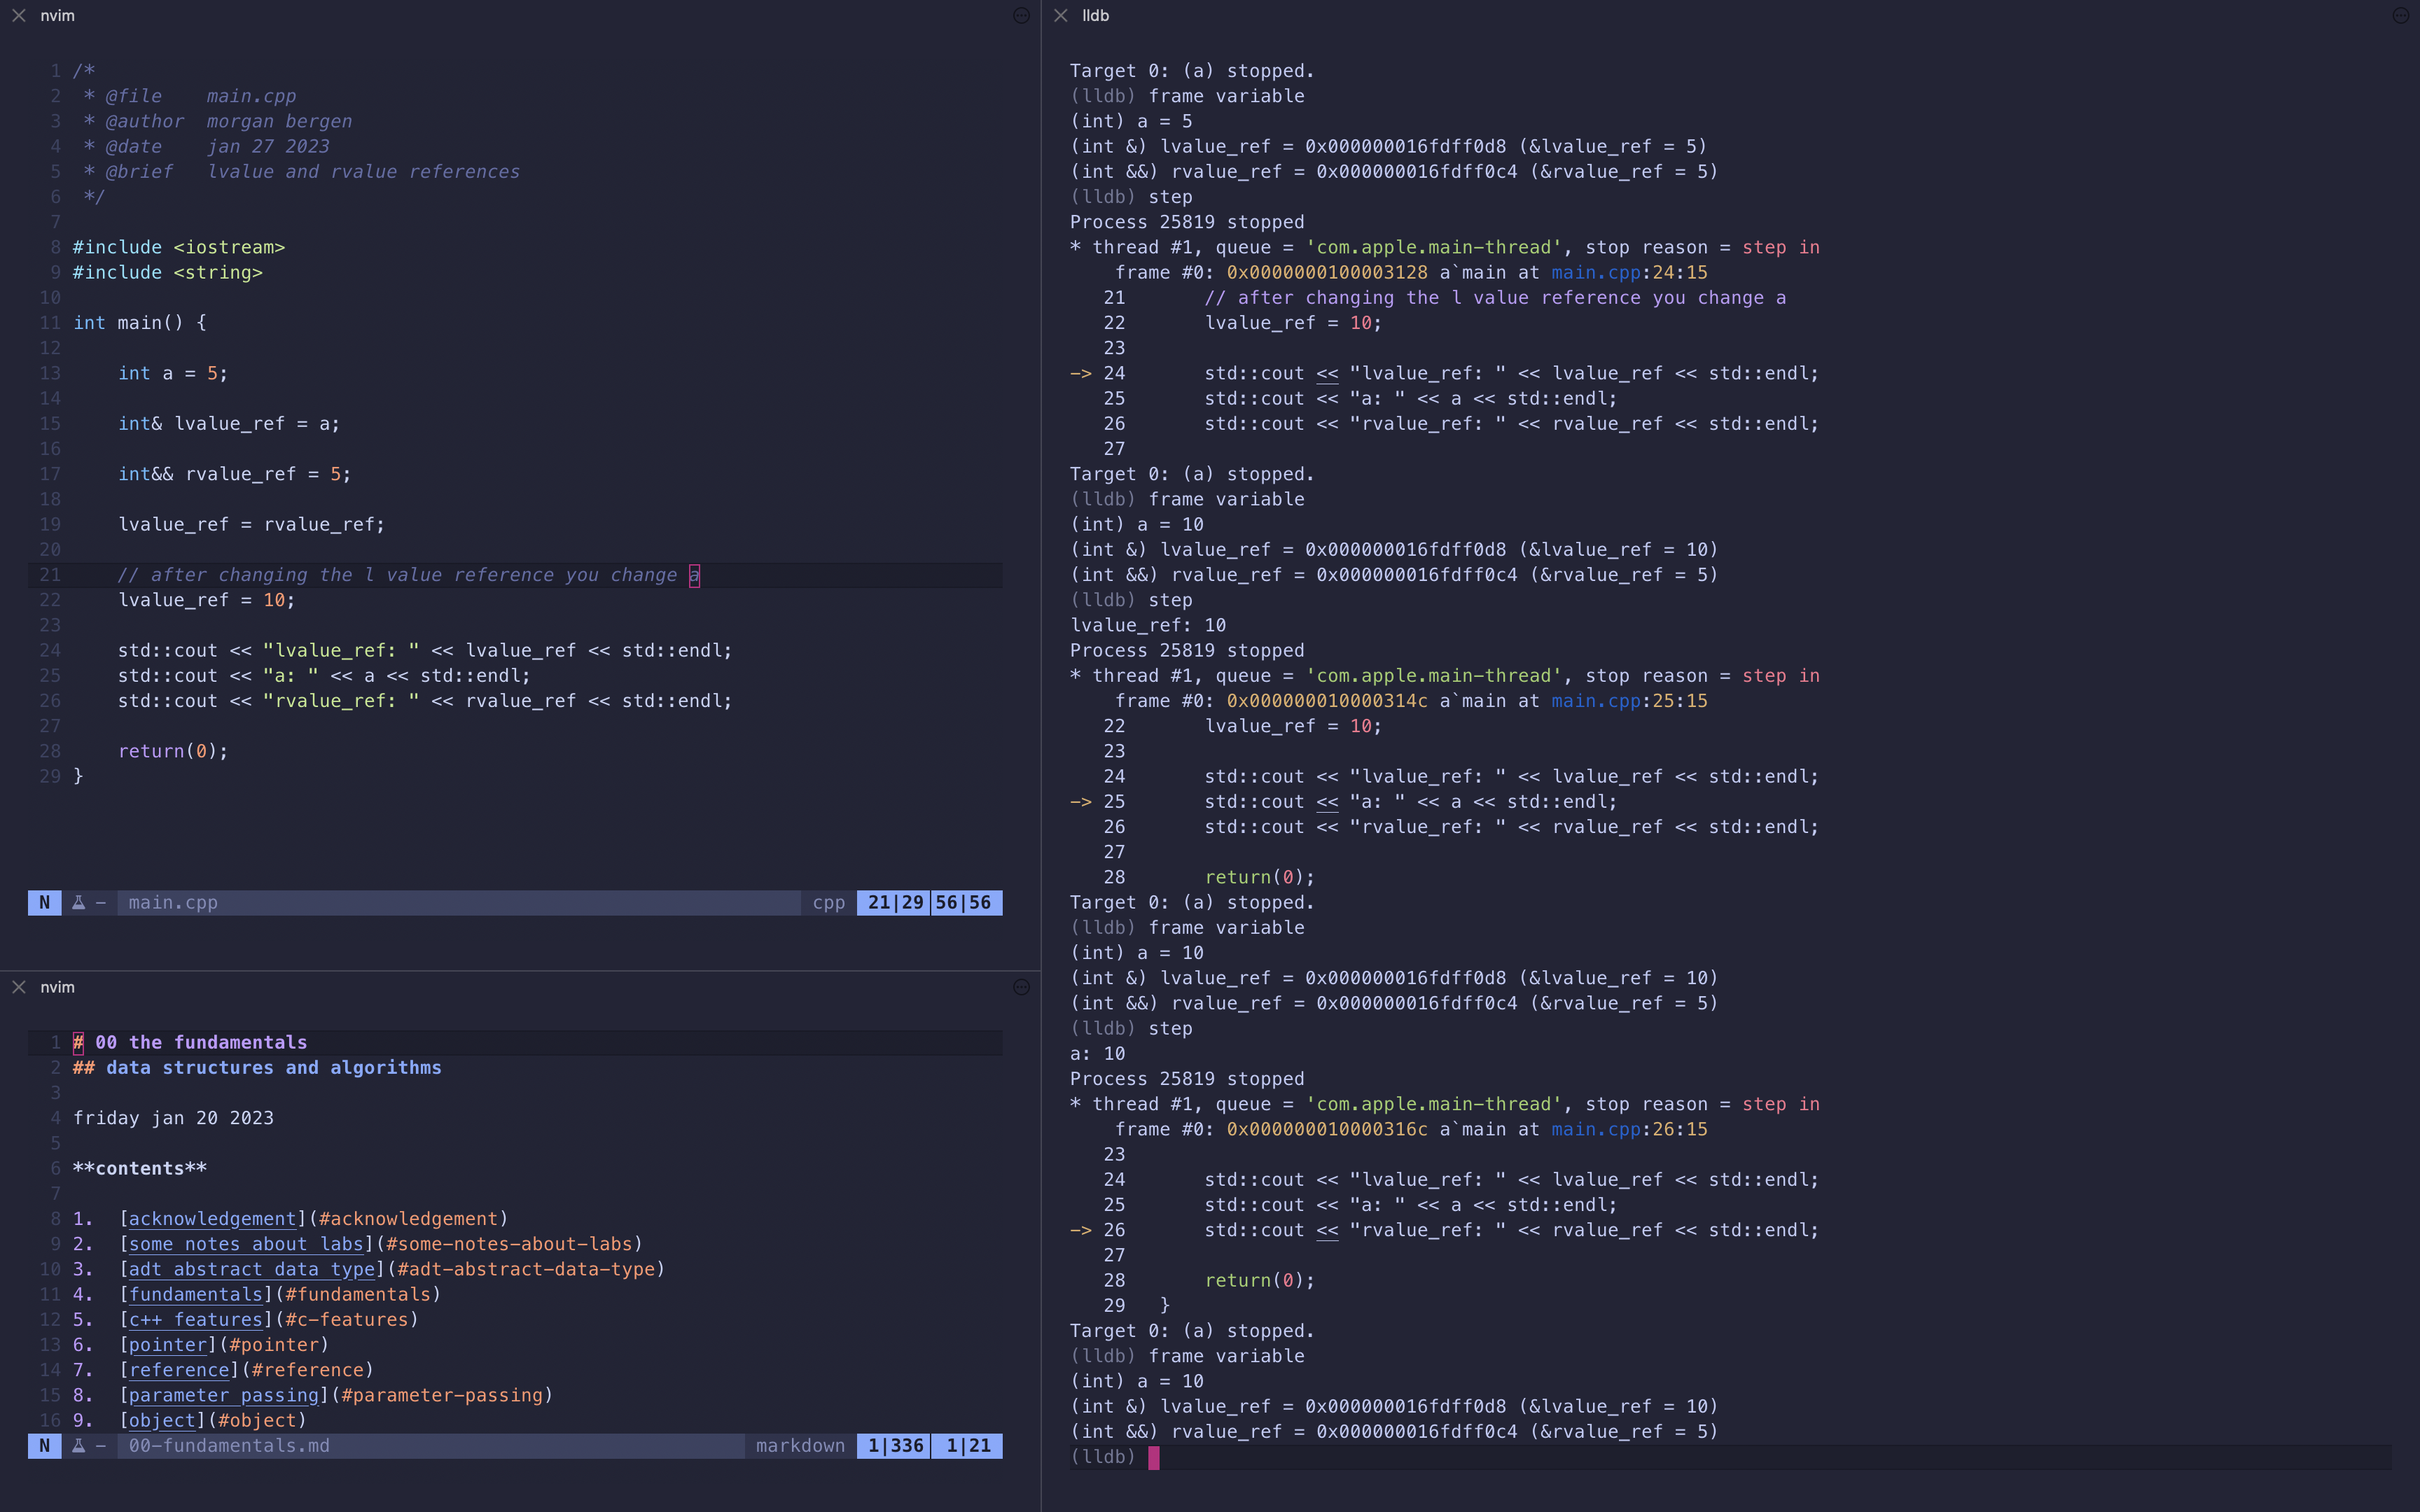 nvim
1 /*
2  * @file    main.cpp
3  * @author  morgan bergen
4  * @date    jan 27 2023
5  * @brief   lvalue and rvalue references
6  */
7
8 #include <iostream>
9 #include <string>
10
11 int main() {
12
13     int a = 5;
14
15     int& lvalue_ref = a;
16
17     int&& rvalue_ref = 5;
18
19     lvalue_ref = rvalue_ref;
20
21     // after changing the l value reference you change a
22     lvalue_ref = 10;
23
24     std::cout << "lvalue_ref: " << lvalue_ref << std::endl;
25     std::cout << "a: " << a << std::endl;
26     std::cout << "rvalue_ref: " << rvalue_ref << std::endl;
27
28     return(0);
29 }
N – main.cpp cpp 21|29 56|56
nvim
1 # 00 the fundamentals
2 ## data structures and algorithms
3
4 friday jan 20 2023
5
6 **contents**
7
8 1.  [acknowledgement](#acknowledgement)
9 2.  [some notes about labs](#some-notes-about-labs)
10 3.  [adt abstract data type](#adt-abstract-data-type)
11 4.  [fundamentals](#fundamentals)
12 5.  [c++ features](#c-features)
13 6.  [pointer](#pointer)
14 7.  [reference](#reference)
15 8.  [parameter passing](#parameter-passing)
16 9.  [object](#object)
N – 00-fundamentals.md markdown 1|336 1|21
lldb
Target 0: (a) stopped.
(lldb) frame variable
(int) a = 5
(int &) lvalue_ref = 0x000000016fdff0d8 (&lvalue_ref = 5)
(int &&) rvalue_ref = 0x000000016fdff0c4 (&rvalue_ref = 5)
(lldb) step
Process 25819 stopped
* thread #1, queue = 'com.apple.main-thread', stop reason = step in
    frame #0: 0x0000000100003128 a`main at main.cpp:24:15
   21       // after changing the l value reference you change a
   22       lvalue_ref = 10;
   23
-> 24       std::cout << "lvalue_ref: " << lvalue_ref << std::endl;
   25       std::cout << "a: " << a << std::endl;
   26       std::cout << "rvalue_ref: " << rvalue_ref << std::endl;
   27
Target 0: (a) stopped.
(lldb) frame variable
(int) a = 10
(int &) lvalue_ref = 0x000000016fdff0d8 (&lvalue_ref = 10)
(int &&) rvalue_ref = 0x000000016fdff0c4 (&rvalue_ref = 5)
(lldb) step
lvalue_ref: 10
Process 25819 stopped
* thread #1, queue = 'com.apple.main-thread', stop reason = step in
    frame #0: 0x000000010000314c a`main at main.cpp:25:15
   22       lvalue_ref = 10;
   23
   24       std::cout << "lvalue_ref: " << lvalue_ref << std::endl;
-> 25       std::cout << "a: " << a << std::endl;
   26       std::cout << "rvalue_ref: " << rvalue_ref << std::endl;
   27
   28       return(0);
Target 0: (a) stopped.
(lldb) frame variable
(int) a = 10
(int &) lvalue_ref = 0x000000016fdff0d8 (&lvalue_ref = 10)
(int &&) rvalue_ref = 0x000000016fdff0c4 (&rvalue_ref = 5)
(lldb) step
a: 10
Process 25819 stopped
* thread #1, queue = 'com.apple.main-thread', stop reason = step in
    frame #0: 0x000000010000316c a`main at main.cpp:26:15
   23
   24       std::cout << "lvalue_ref: " << lvalue_ref << std::endl;
   25       std::cout << "a: " << a << std::endl;
-> 26       std::cout << "rvalue_ref: " << rvalue_ref << std::endl;
   27
   28       return(0);
   29   }
Target 0: (a) stopped.
(lldb) frame variable
(int) a = 10
(int &) lvalue_ref = 0x000000016fdff0d8 (&lvalue_ref = 10)
(int &&) rvalue_ref = 0x000000016fdff0c4 (&rvalue_ref = 5)
(lldb)